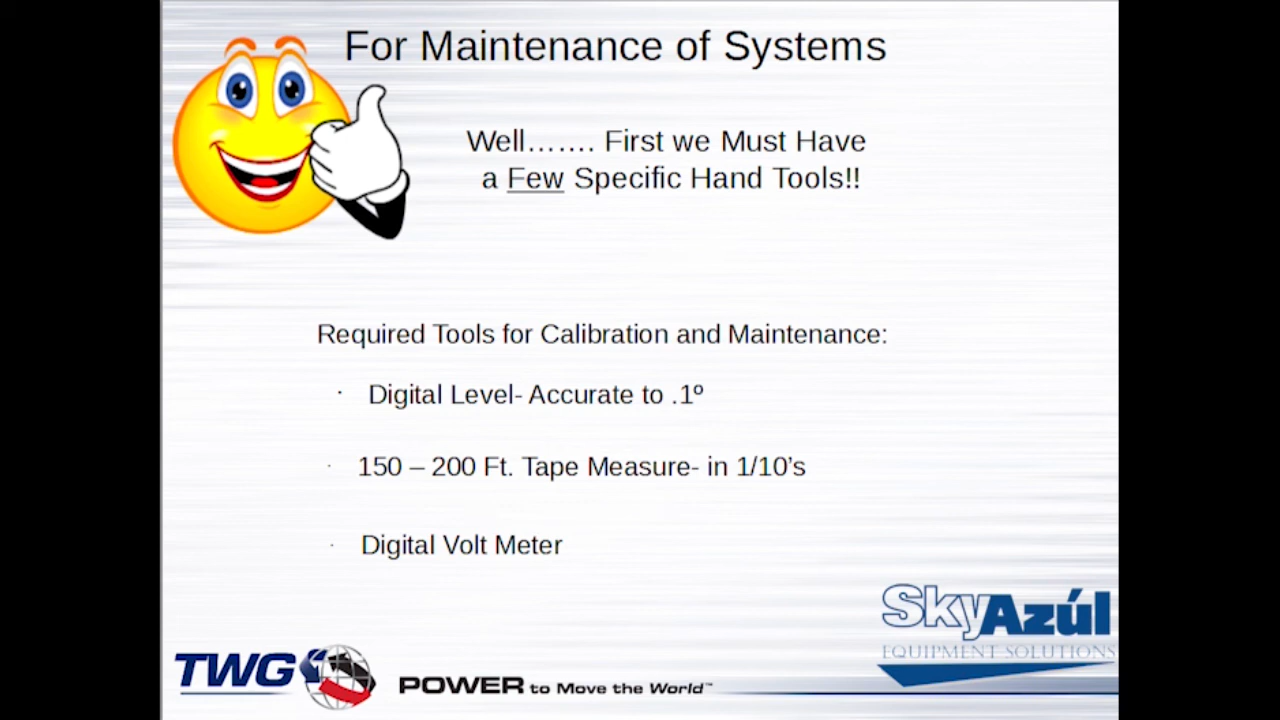 For Maintenance of Systems
Well……. First we Must Have
a Few Specific Hand Tools!!
Required Tools for Calibration and Maintenance:
· Digital Level- Accurate to .1º
· 150 – 200 Ft. Tape Measure- in 1/10’s
· Digital Volt Meter
SkyAzúl
EQUIPMENT SOLUTIONS
TWG POWER to Move the World™